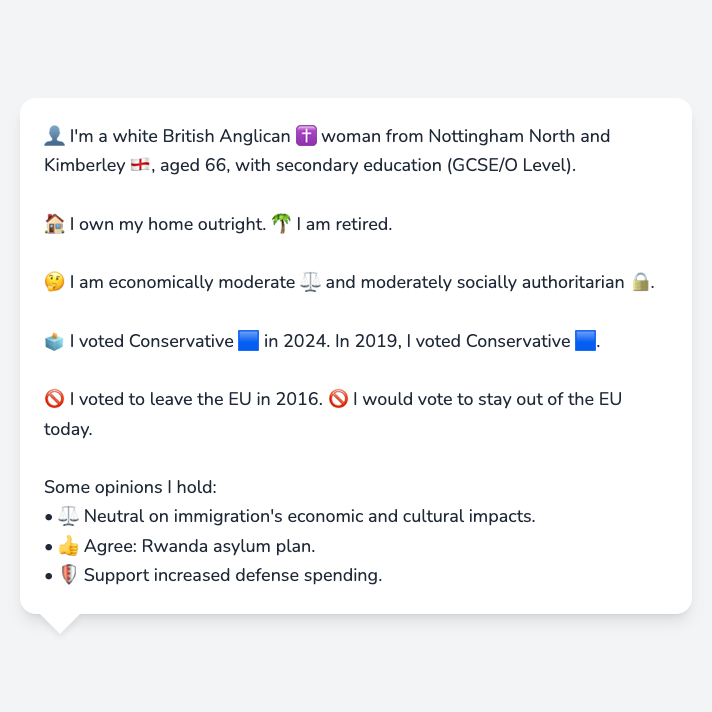 👤 I'm a white British Anglican ✝️ woman from Nottingham North and
Kimberley 🏴󠁧󠁢󠁥󠁮󠁧󠁿, aged 66, with secondary education (GCSE/O Level).
🏠 I own my home outright. 🌴 I am retired.
🤔 I am economically moderate ⚖️ and moderately socially authoritarian 🔒.
🗳️ I voted Conservative 🟦 in 2024. In 2019, I voted Conservative 🟦.
🚫 I voted to leave the EU in 2016. 🚫 I would vote to stay out of the EU
today.
Some opinions I hold:
• ⚖️ Neutral on immigration's economic and cultural impacts.
• 👍 Agree: Rwanda asylum plan.
• 🛡️ Support increased defense spending.